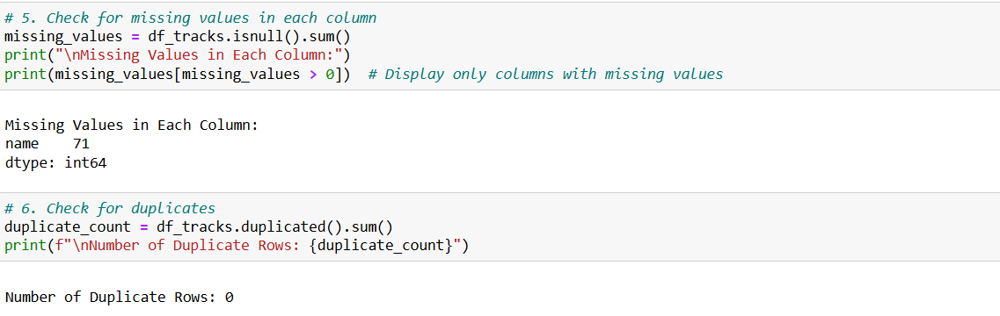 # 5. Check for missing values in each column
missing_values = df_tracks.isnull().sum()
print("\nMissing Values in Each Column:")
print(missing_values[missing_values > 0])  # Display only columns with missing values
Missing Values in Each Column:
name    71
dtype: int64
# 6. Check for duplicates
duplicate_count = df_tracks.duplicated().sum()
print(f"\nNumber of Duplicate Rows: {duplicate_count}")
Number of Duplicate Rows: 0